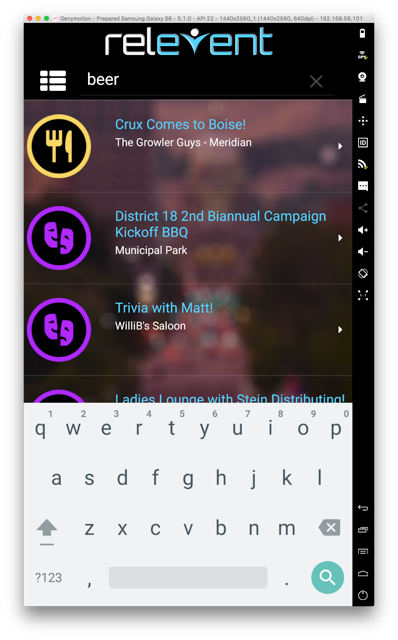 Genymotion - Prepared Samsung Galaxy S6 - 5.1.0 - API 22 - 1440x2560_1 (1440x2560, 640dpi) - 192.168.56.101
relevent
beer
Crux Comes to Boise!
The Growler Guys - Meridian
District 18 2nd Biannual Campaign
Kickoff BBQ
Municipal Park
Trivia with Matt!
WilliB's Saloon
Ladies Lounge with Stein Distributing!
1 2 3 4 5 6 7 8 9 0
q w e r t y u i o p
a s d f g h j k l
z x c v b n m
?123 , .
GPS
ID